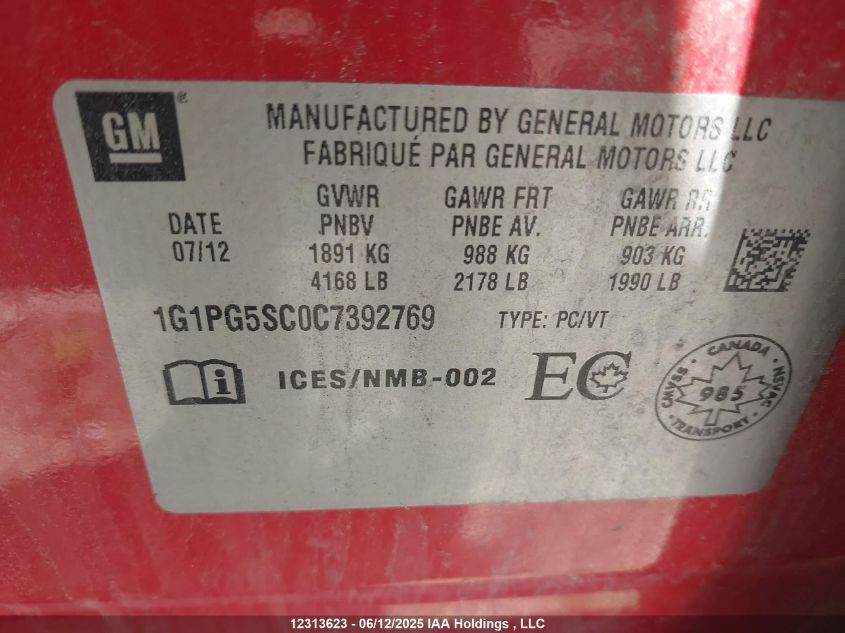 GM®
MANUFACTURED BY GENERAL MOTORS LLC
FABRIQUÉ PAR GENERAL MOTORS LLC
GVWR GAWR FRT GAWR RR
DATE PNBV PNBE AV. PNBE ARR.
07/12 1891 KG 988 KG 903 KG
4168 LB 2178 LB 1990 LB
1G1PG5SC0C7392769 TYPE: PC/VT
i ICES/NMB-002 EC
CANADA
CMVSS 985 NSVAC
TRANSPORT
12313623 - 06/12/2025 IAA Holdings , LLC